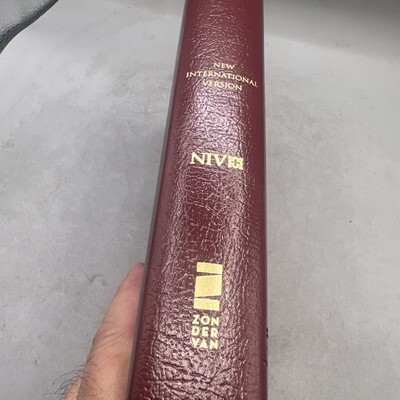 NEW
INTERNATIONAL
VERSION
NIV
ZON
DER
VAN